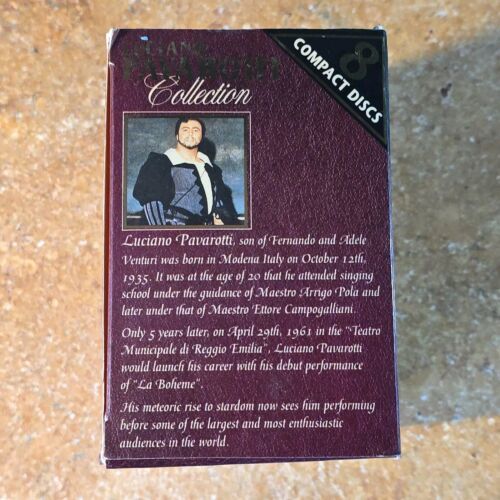 LUCIANO
PAVAROTTI
Collection
8
COMPACT DISCS
Luciano Pavarotti, son of Fernando and Adele
Venturi was born in Modena Italy on October 12th,
1935. It was at the age of 20 that he attended singing
school under the guidance of Maestro Arrigo Pola and
later under that of Maestro Ettore Campogalliani.
Only 5 years later, on April 29th, 1961 in the "Teatro
Municipale di Reggio Emilia", Luciano Pavarotti
would launch his career with his debut performance
of "La Boheme".
His meteoric rise to stardom now sees him performing
before some of the largest and most enthusiastic
audiences in the world.